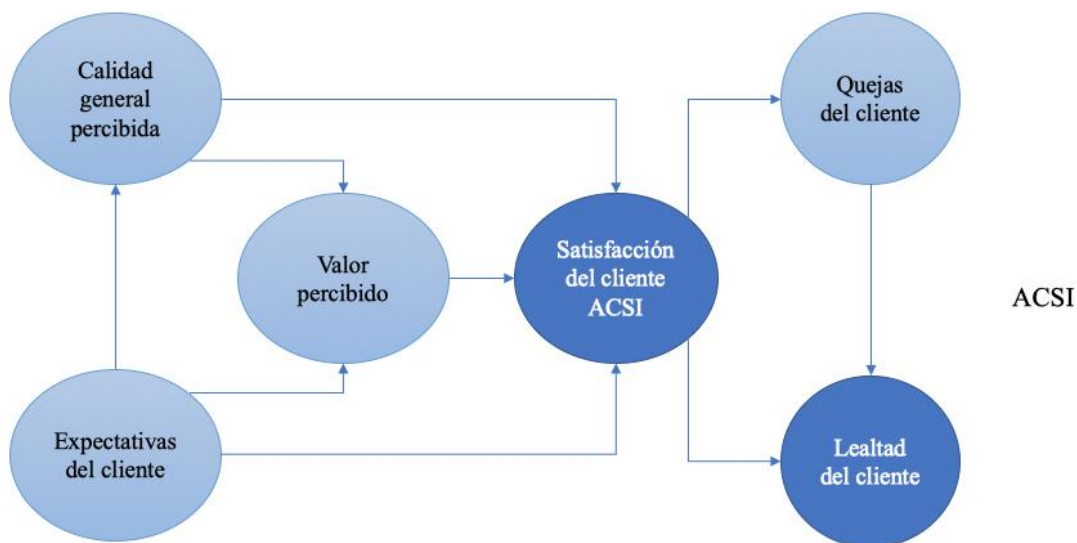 Calidad
general
percibida
Quejas
del cliente
Valor
percibido
Satisfacción
del cliente
ACSI
ACSI
Expectativas
del cliente
Lealtad
del cliente